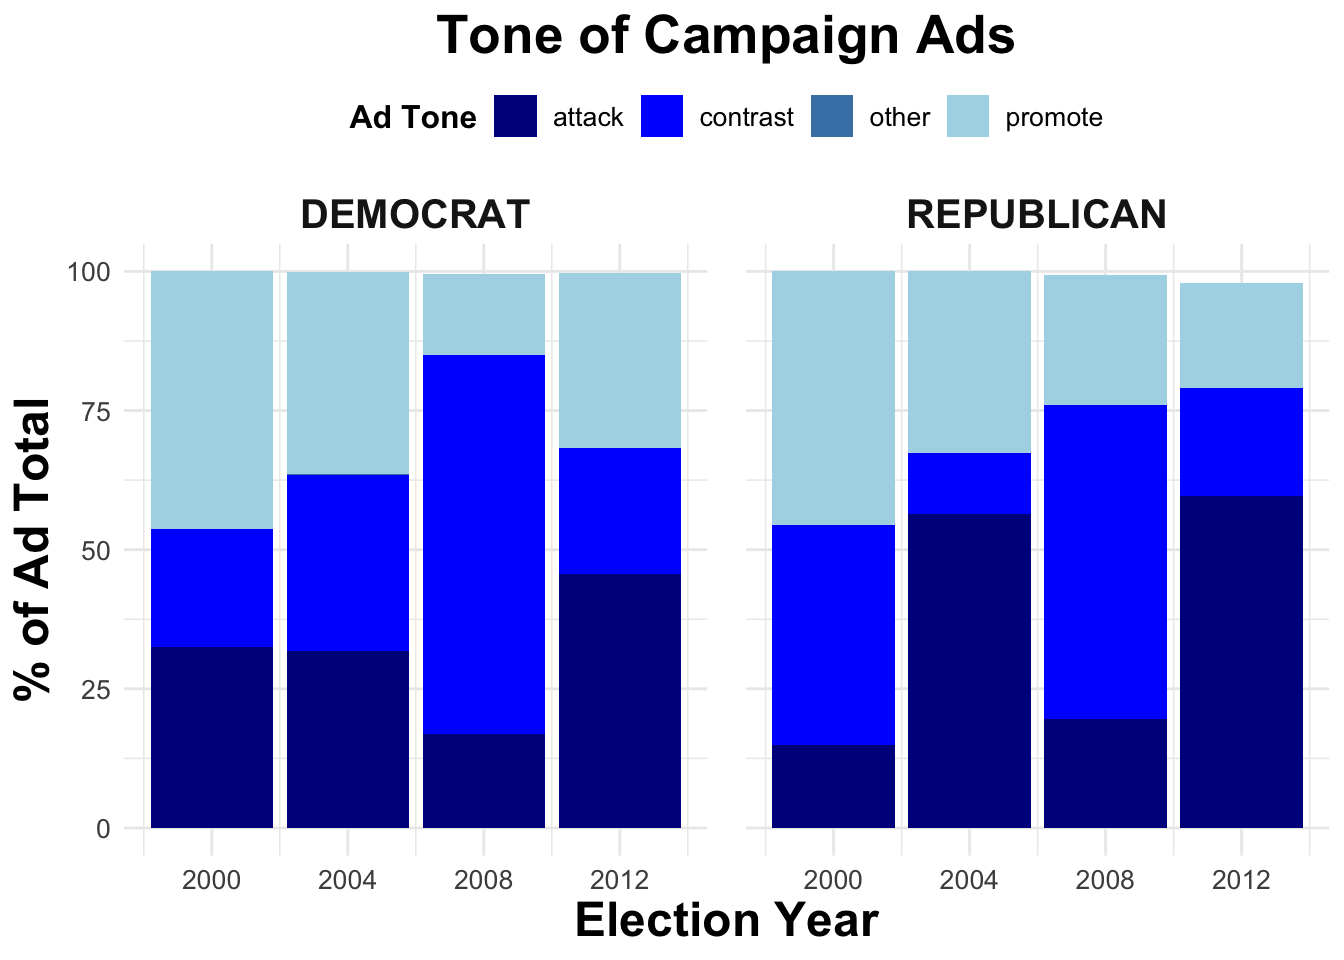 Tone of Campaign Ads
Ad Tone attack contrast other promote
DEMOCRAT REPUBLICAN
% of Ad Total
100
75
50
25
0
2000 2004 2008 2012 2000 2004 2008 2012
Election Year